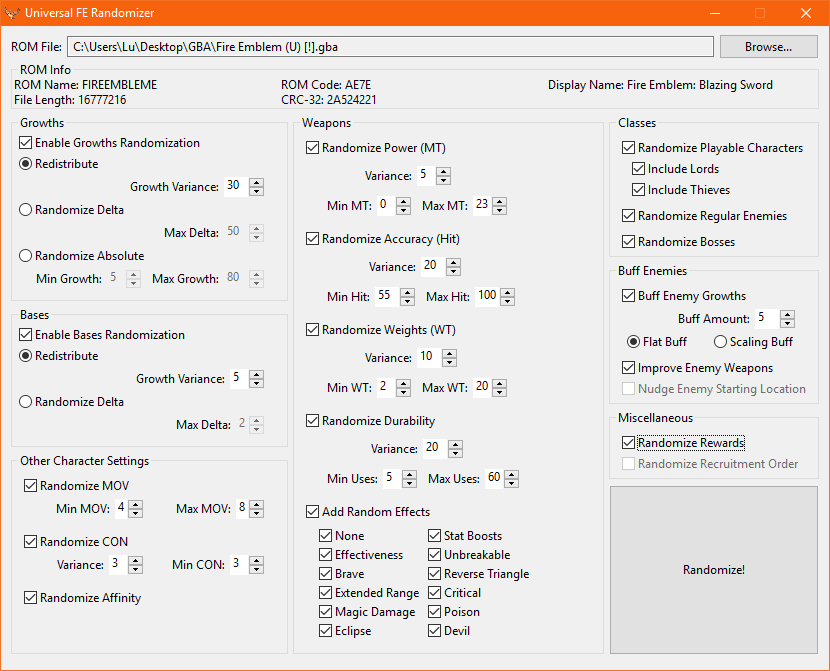 Universal FE Randomizer
ROM File: C:\Users\Lu\Desktop\GBA\Fire Emblem (U) [!].gba Browse...
ROM Info
ROM Name: FIREEMBLEME ROM Code: AE7E Display Name: Fire Emblem: Blazing Sword
File Length: 16777216 CRC-32: 2A524221
Growths
Enable Growths Randomization
Redistribute
Growth Variance: 30
Randomize Delta
Max Delta: 50
Randomize Absolute
Min Growth: 5 Max Growth: 80
Bases
Enable Bases Randomization
Redistribute
Growth Variance: 5
Randomize Delta
Max Delta: 2
Other Character Settings
Randomize MOV
Min MOV: 4 Max MOV: 8
Randomize CON
Variance: 3 Min CON: 3
Randomize Affinity
Weapons
Randomize Power (MT)
Variance: 5
Min MT: 0 Max MT: 23
Randomize Accuracy (Hit)
Variance: 20
Min Hit: 55 Max Hit: 100
Randomize Weights (WT)
Variance: 10
Min WT: 2 Max WT: 20
Randomize Durability
Variance: 20
Min Uses: 5 Max Uses: 60
Add Random Effects
None Stat Boosts
Effectiveness Unbreakable
Brave Reverse Triangle
Extended Range Critical
Magic Damage Poison
Eclipse Devil
Classes
Randomize Playable Characters
Include Lords
Include Thieves
Randomize Regular Enemies
Randomize Bosses
Buff Enemies
Buff Enemy Growths
Buff Amount: 5
Flat Buff Scaling Buff
Improve Enemy Weapons
Nudge Enemy Starting Location
Miscellaneous
Randomize Rewards
Randomize Recruitment Order
Randomize!